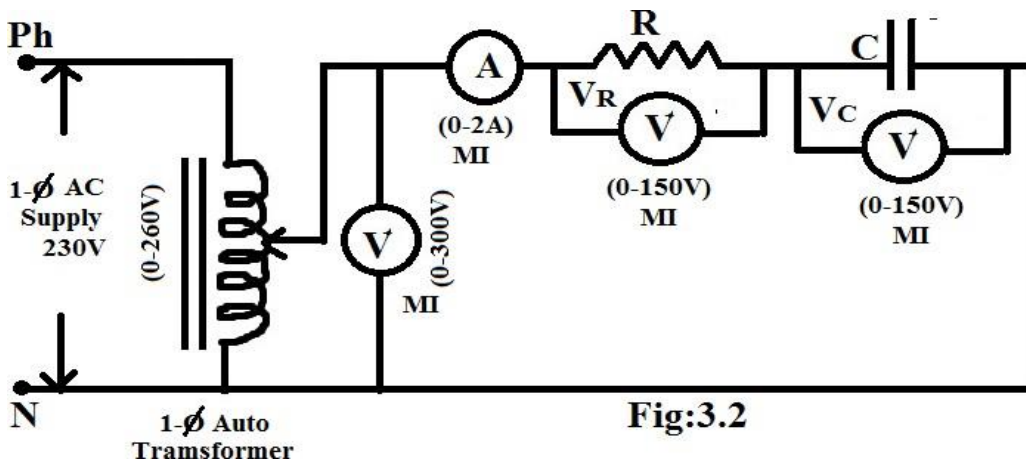 Ph
1-Ø AC
Supply
230V
(0-260V)
N
1-Ø Auto
Tramsformer
V
(0-300V)
MI
A
(0-2A)
MI
R
VR
V
(0-150V)
MI
C
VC
V
(0-150V)
MI
Fig:3.2